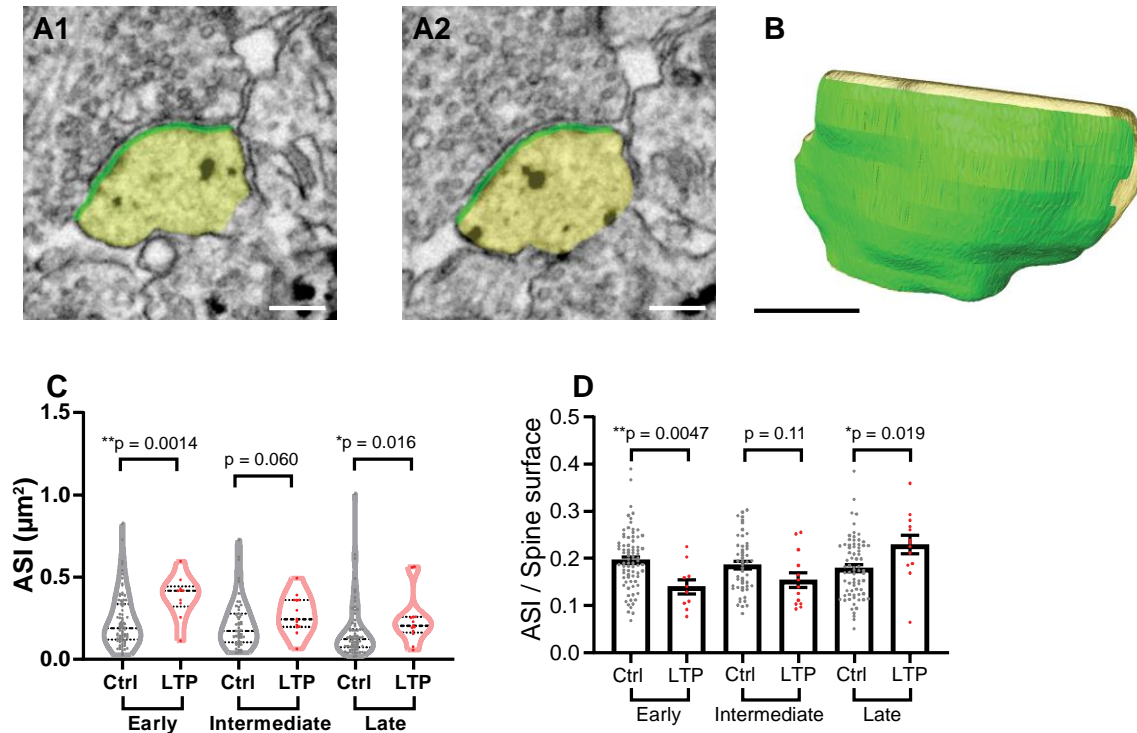 A1
A2
B
C
ASI (µm²)
1.5
1.0
0.5
0.0
**p = 0.0014
p = 0.060
*p = 0.016
Ctrl LTP Ctrl LTP Ctrl LTP
Early Intermediate Late
D
ASI / Spine surface
0.5
0.4
0.3
0.2
0.1
0.0
**p = 0.0047
p = 0.11
*p = 0.019
Ctrl LTP Ctrl LTP Ctrl LTP
Early Intermediate Late